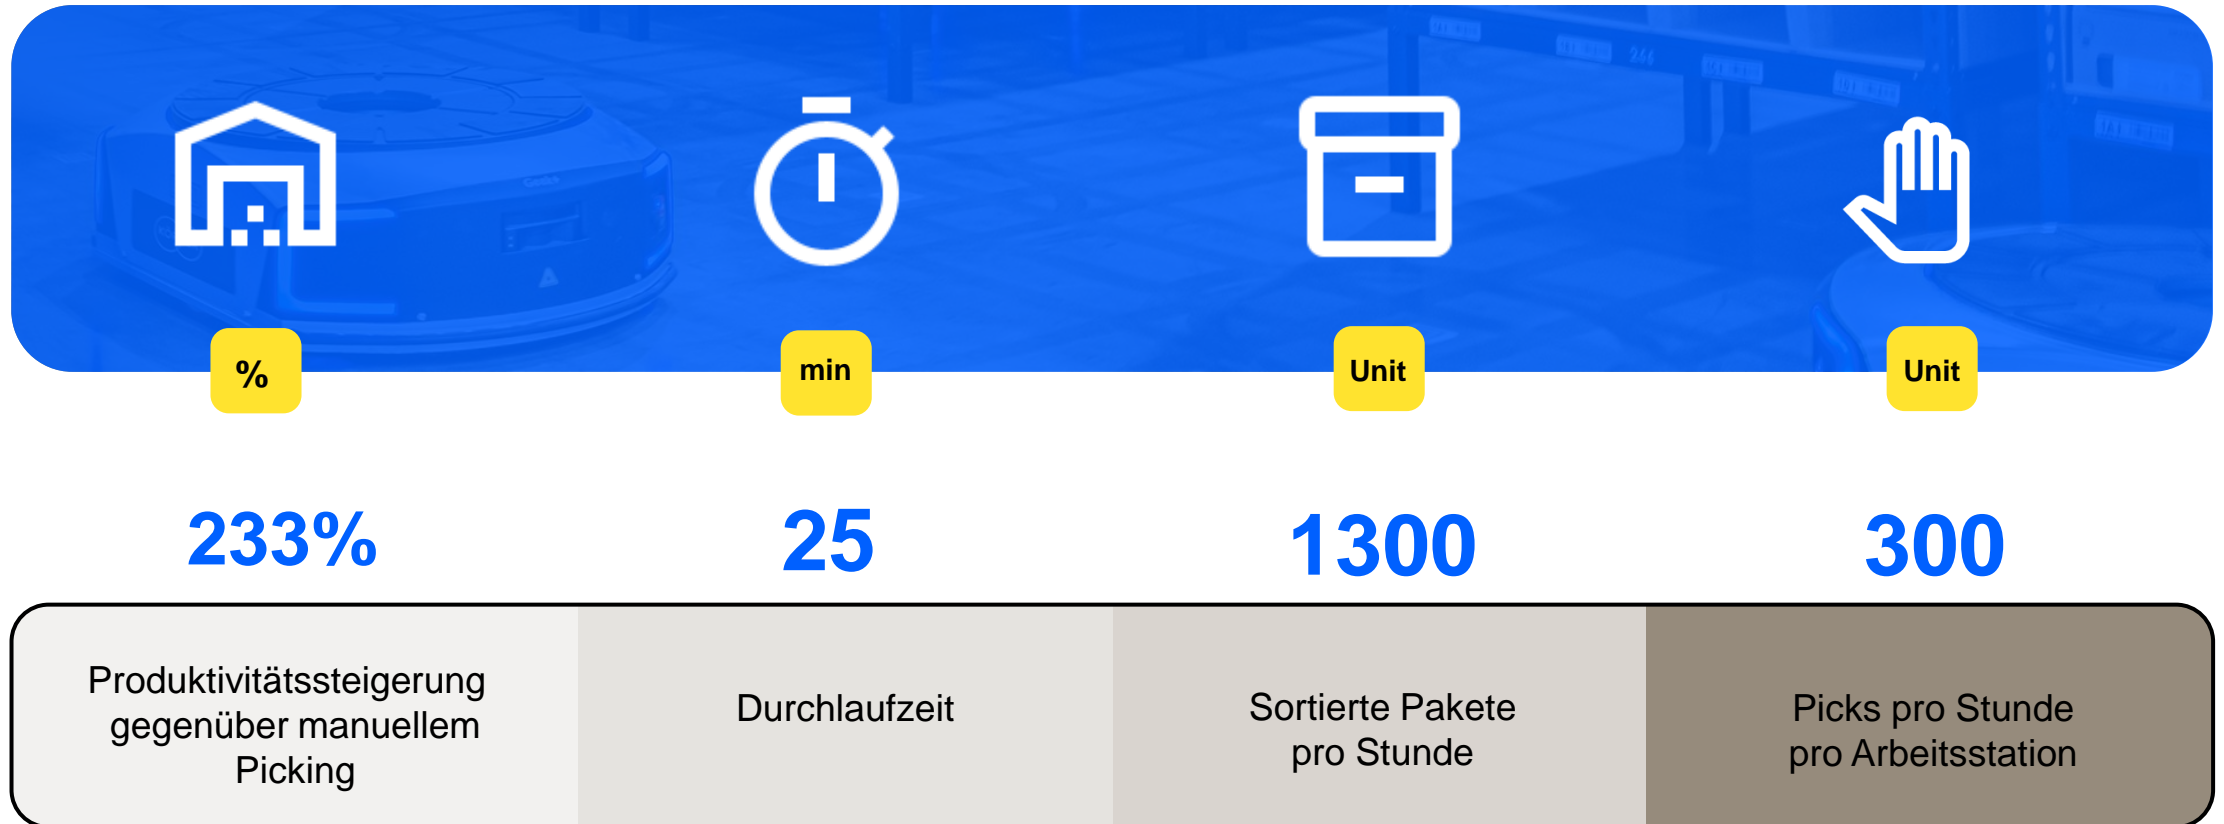 %
min
Unit
Unit
233%
25
1300
300
Produktivitätssteigerung
gegenüber manuellem
Picking
Durchlaufzeit
Sortierte Pakete
pro Stunde
Picks pro Stunde
pro Arbeitsstation
246